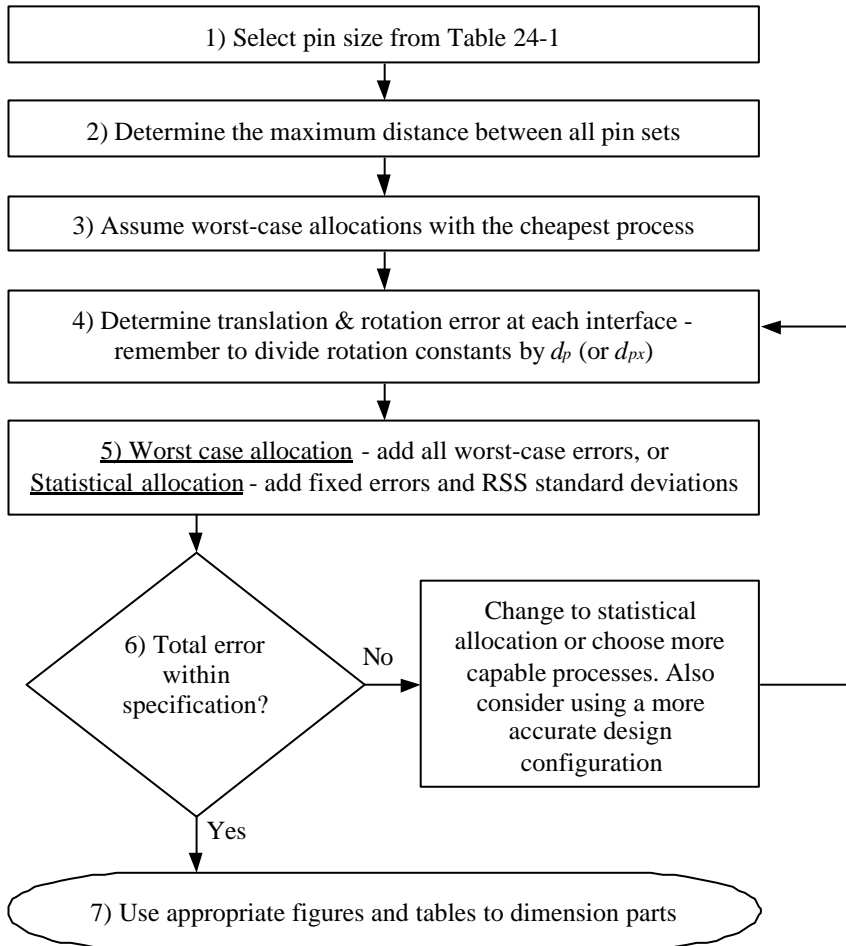 1) Select pin size from Table 24-1
2) Determine the maximum distance between all pin sets
3) Assume worst-case allocations with the cheapest process
4) Determine translation & rotation error at each interface -
remember to divide rotation constants by dp (or dpx)
5) Worst case allocation - add all worst-case errors, or
Statistical allocation - add fixed errors and RSS standard deviations
6) Total error
within
specification?
No
Change to statistical
allocation or choose more
capable processes. Also
consider using a more
accurate design
configuration
Yes
7) Use appropriate figures and tables to dimension parts